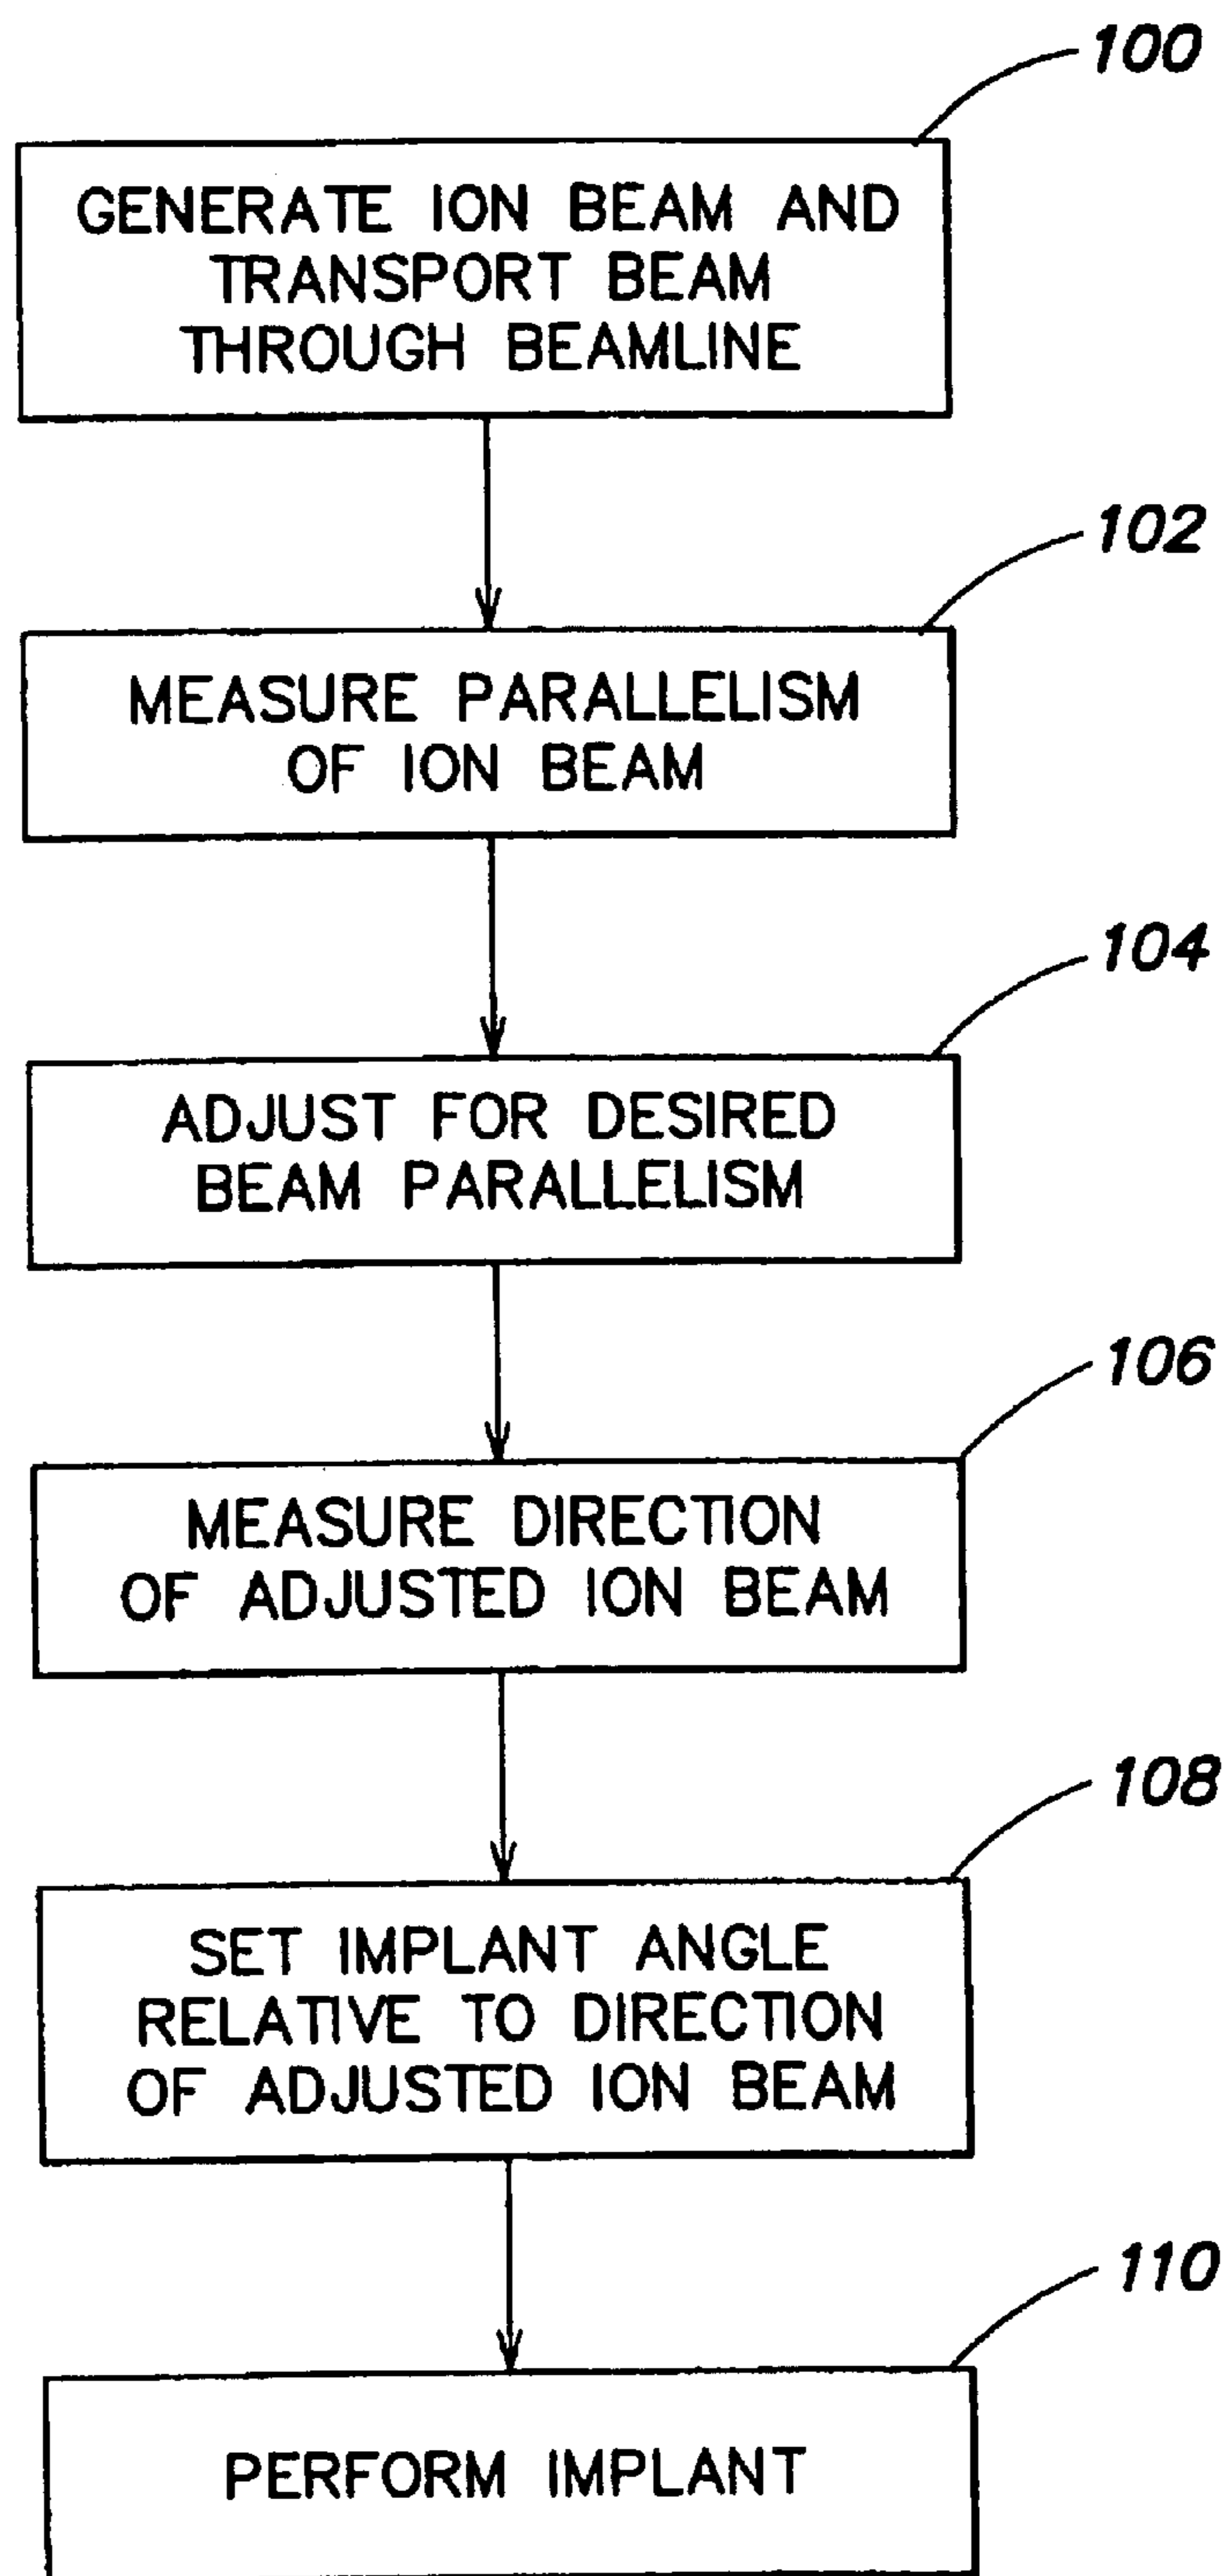 100
GENERATE ION BEAM AND
TRANSPORT BEAM
THROUGH BEAMLINE
102
MEASURE PARALLELISM
OF ION BEAM
104
ADJUST FOR DESIRED
BEAM PARALLELISM
106
MEASURE DIRECTION
OF ADJUSTED ION BEAM
108
SET IMPLANT ANGLE
RELATIVE TO DIRECTION
OF ADJUSTED ION BEAM
110
PERFORM IMPLANT